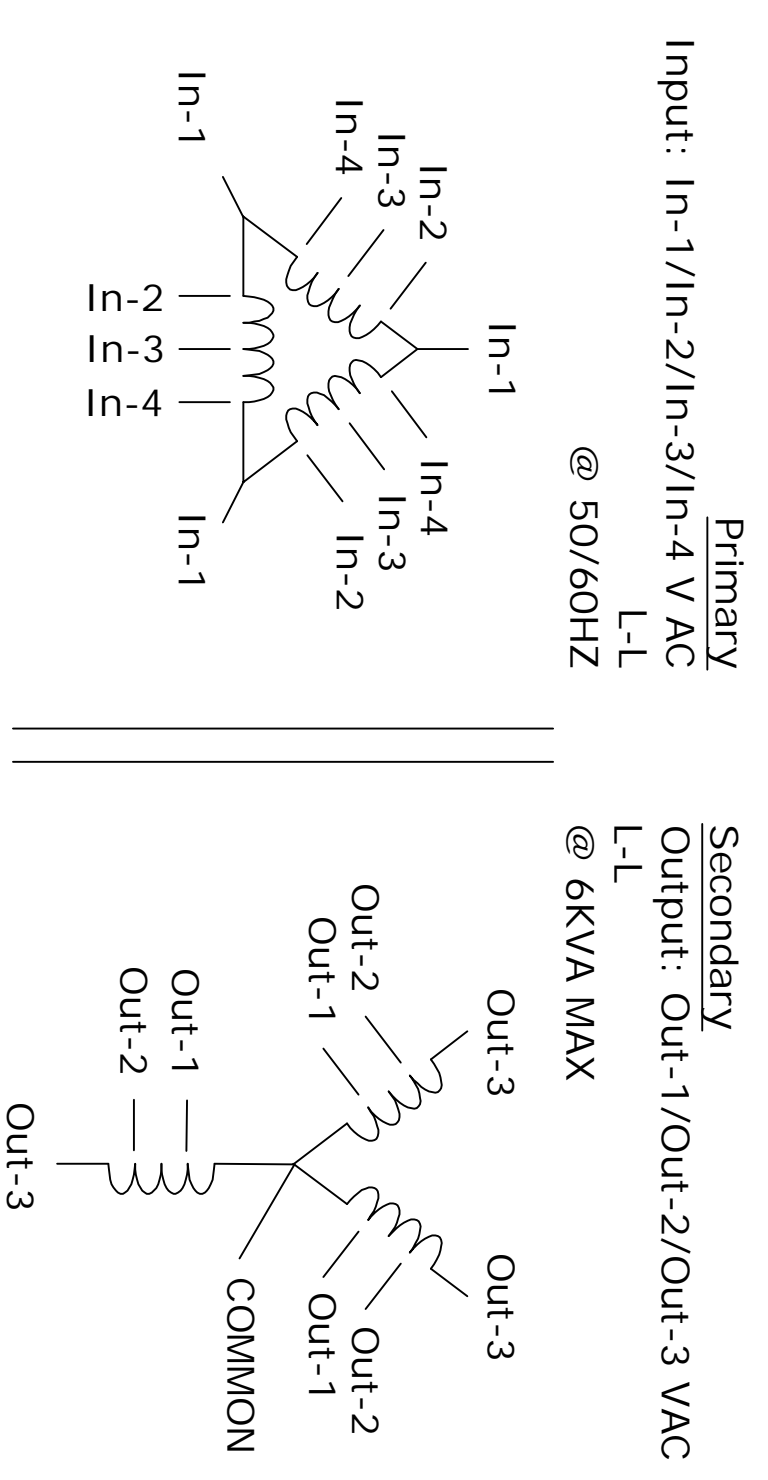 Primary
Input: In-1/In-2/In-3/In-4 V AC
L-L
@ 50/60HZ
In-1
In-2
In-3
In-4
In-4
In-3
In-2
In-1
In-1
In-2
In-3
In-4
Secondary
Output: Out-1/Out-2/Out-3 VAC
L-L
@ 6KVA MAX
Out-3
Out-3
Out-2
Out-1
Out-2
Out-1
COMMON
Out-1
Out-2
Out-3